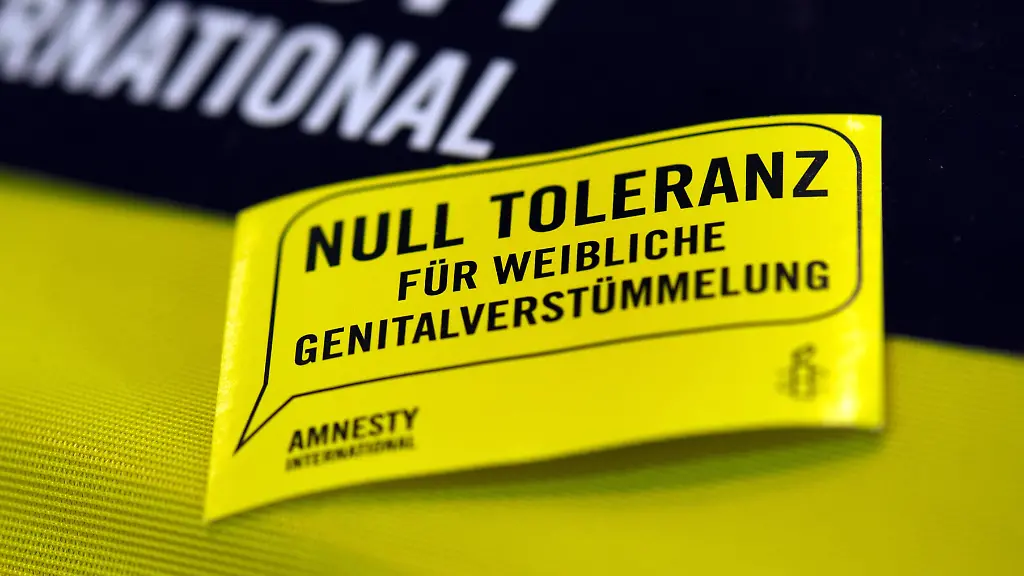 RNATIONAL
NULL TOLERANZ
FÜR WEIBLICHE
GENITALVERSTÜMMELUNG
AMNESTY
INTERNATIONAL